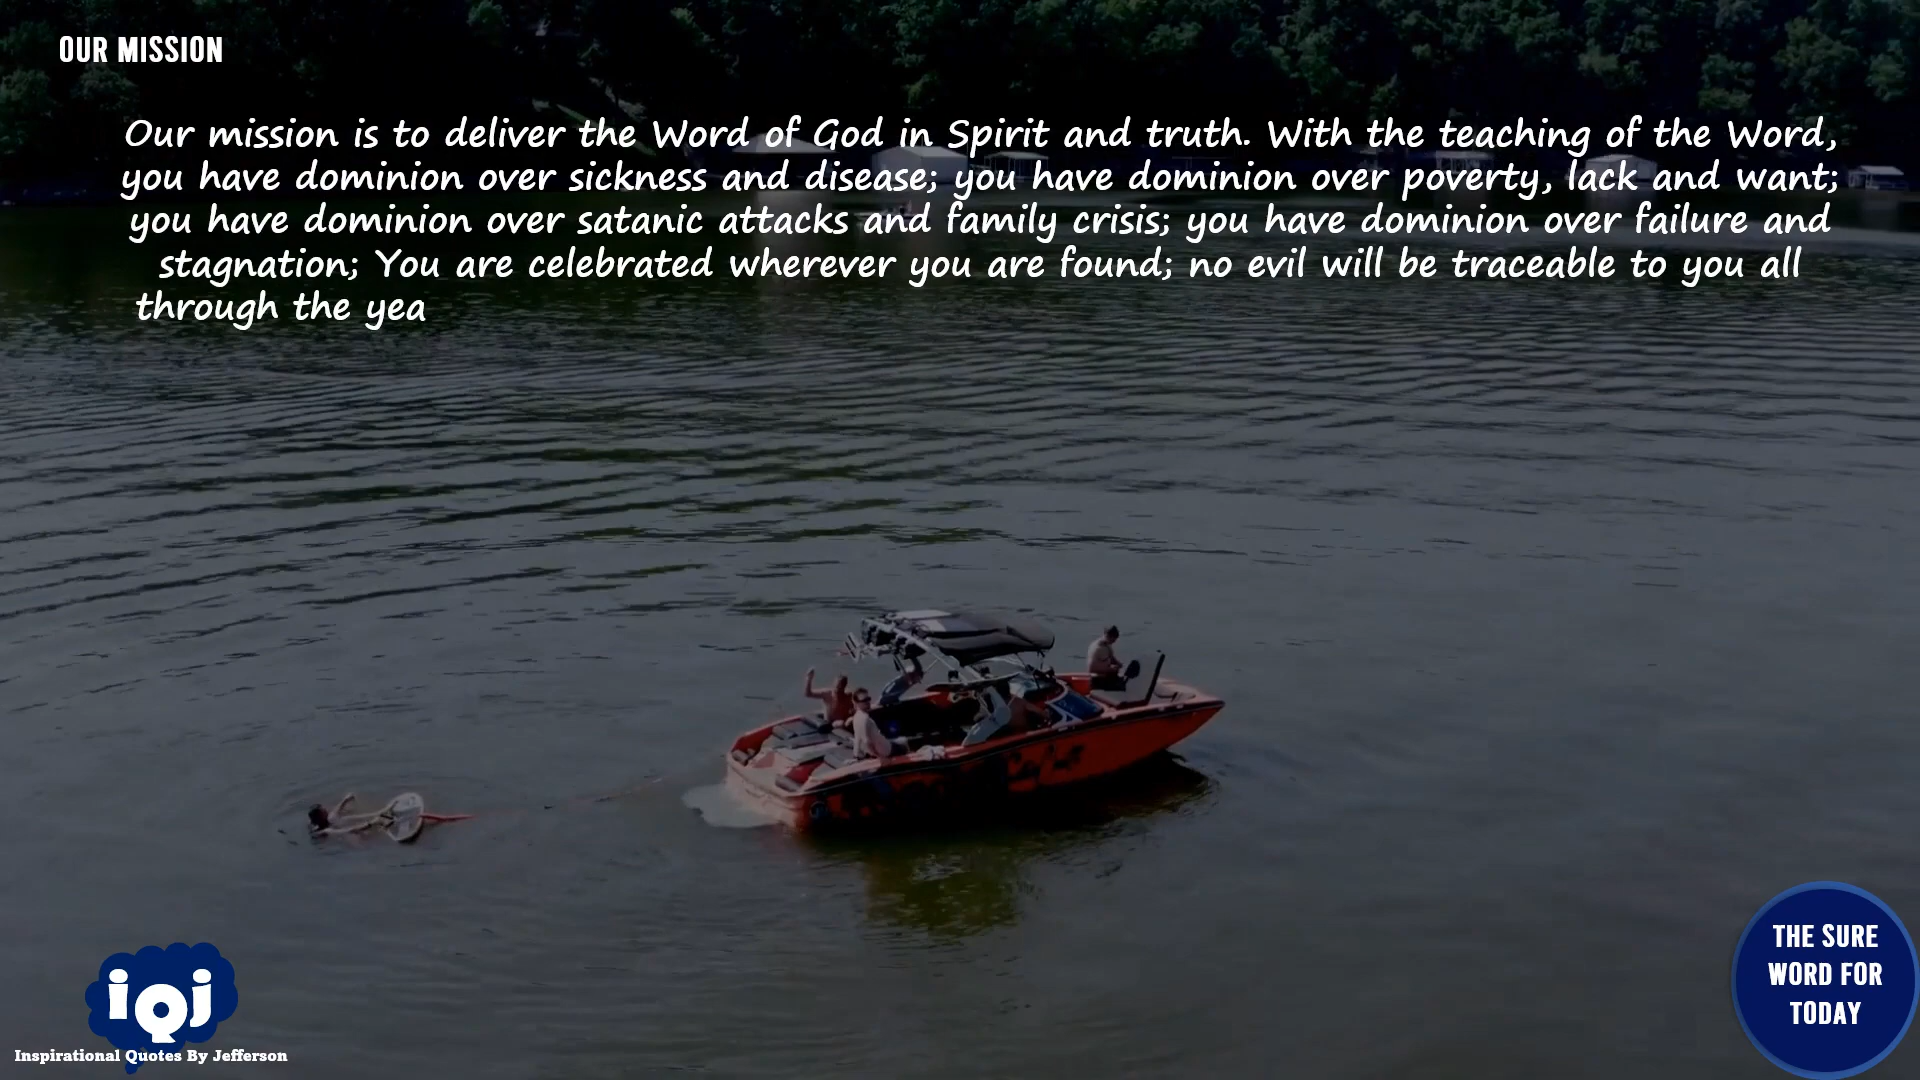 OUR MISSION
Our mission is to deliver the Word of God in Spirit and truth. With the teaching of the Word,
you have dominion over sickness and disease; you have dominion over poverty, lack and want;
you have dominion over satanic attacks and family crisis; you have dominion over failure and
stagnation; You are celebrated wherever you are found; no evil will be traceable to you all
through the yea
iQj
Inspirational Quotes By Jefferson
THE SURE
WORD FOR
TODAY